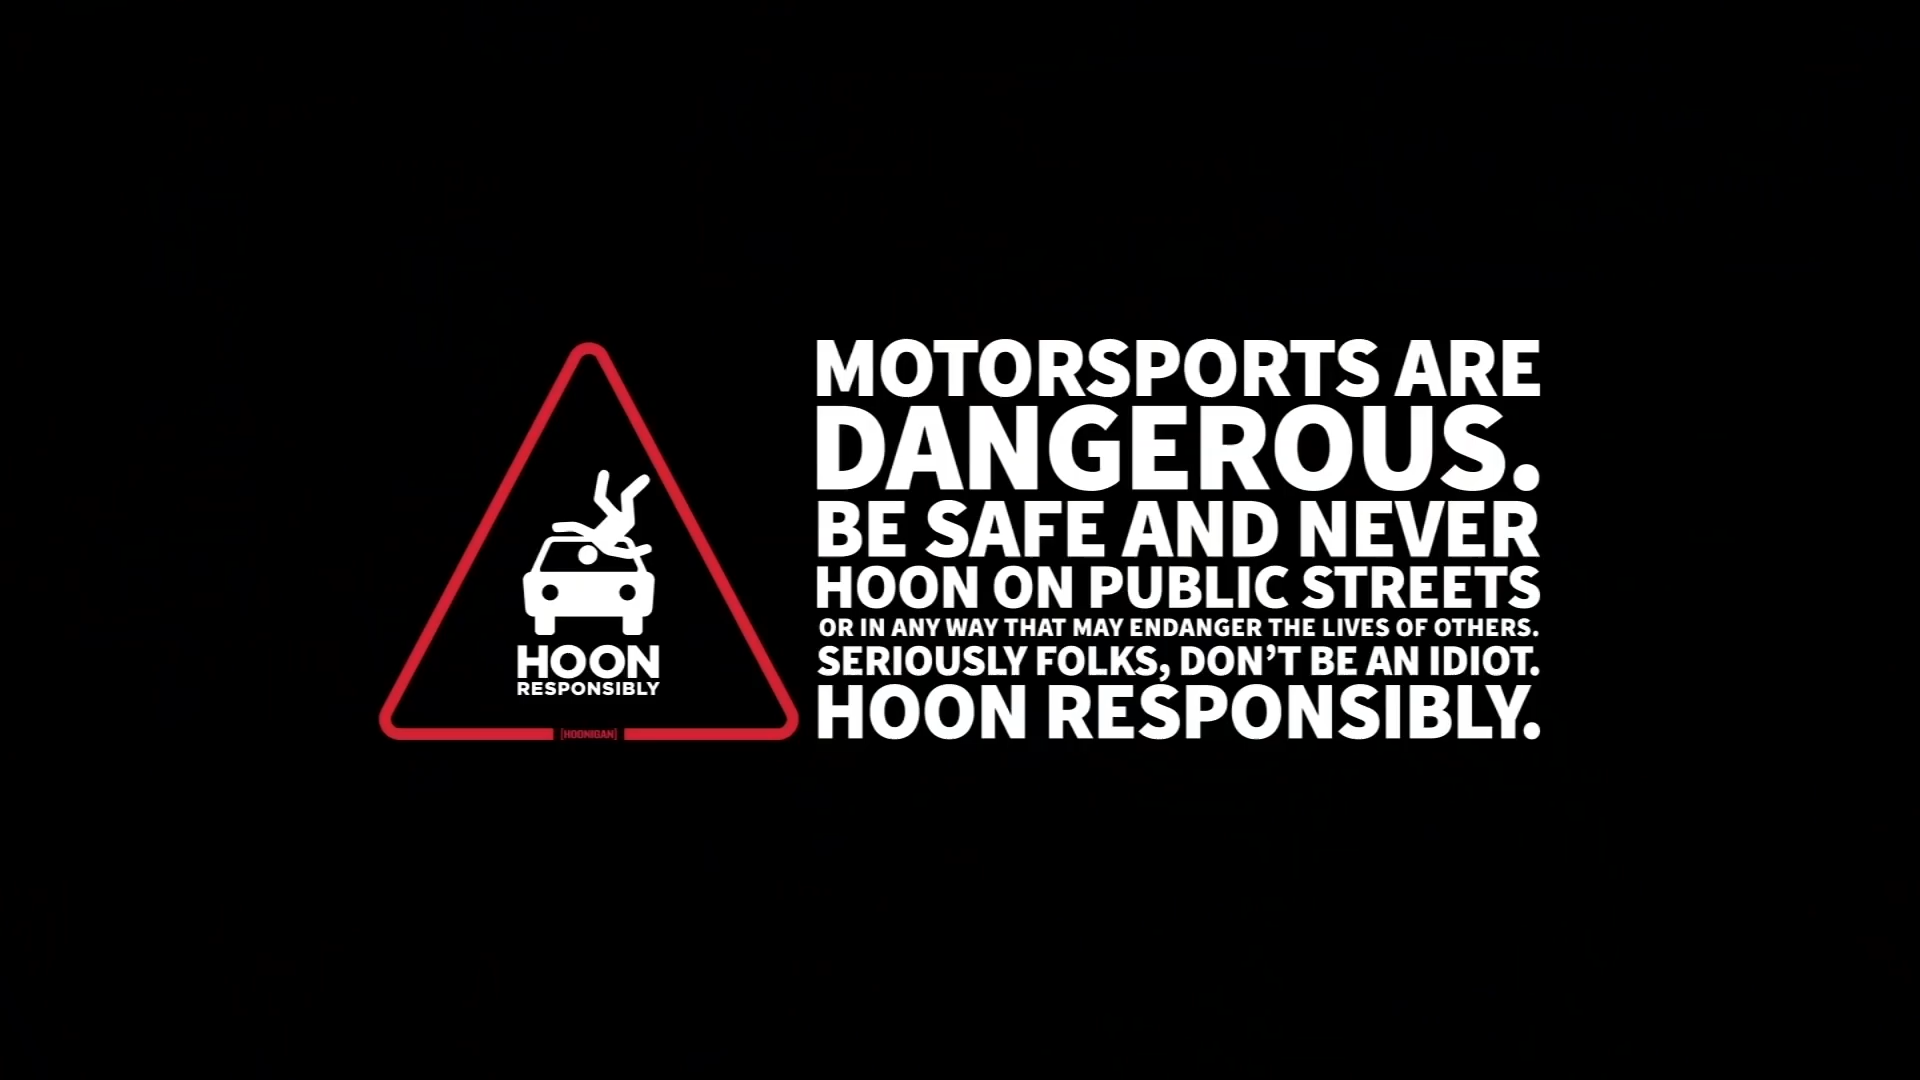 HOON
RESPONSIBLY
[HOONIGAN]
MOTORSPORTS ARE
DANGEROUS.
BE SAFE AND NEVER
HOON ON PUBLIC STREETS
OR IN ANY WAY THAT MAY ENDANGER THE LIVES OF OTHERS.
SERIOUSLY FOLKS, DON’T BE AN IDIOT.
HOON RESPONSIBLY.